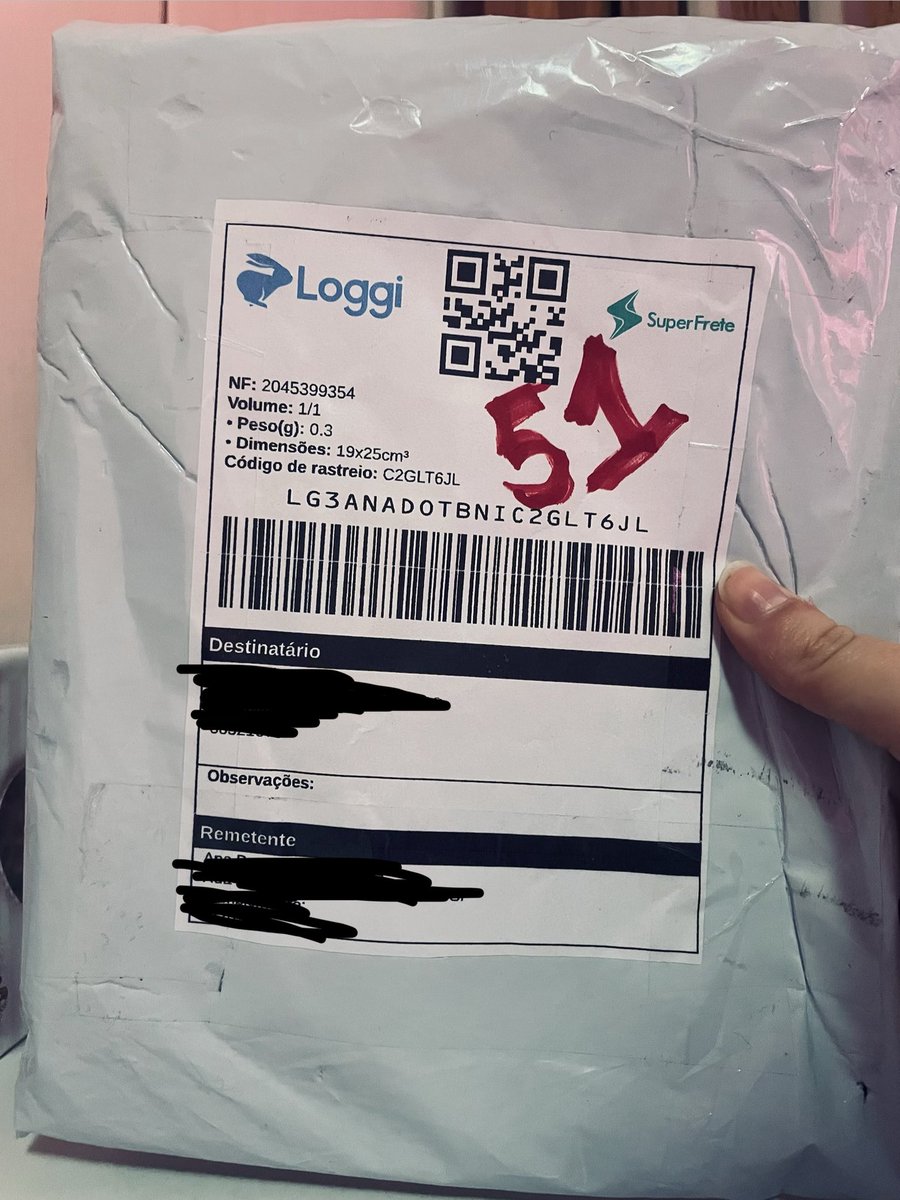 Loggi
SuperFrete
51
NF: 2045399354
Volume: 1/1
• Peso(g): 0.3
• Dimensões: 19x25cm³
Código de rastreio: C2GLT6JL
LG3ANADOTBNIC2GLT6JL
Destinatário
Observações:
Remetente